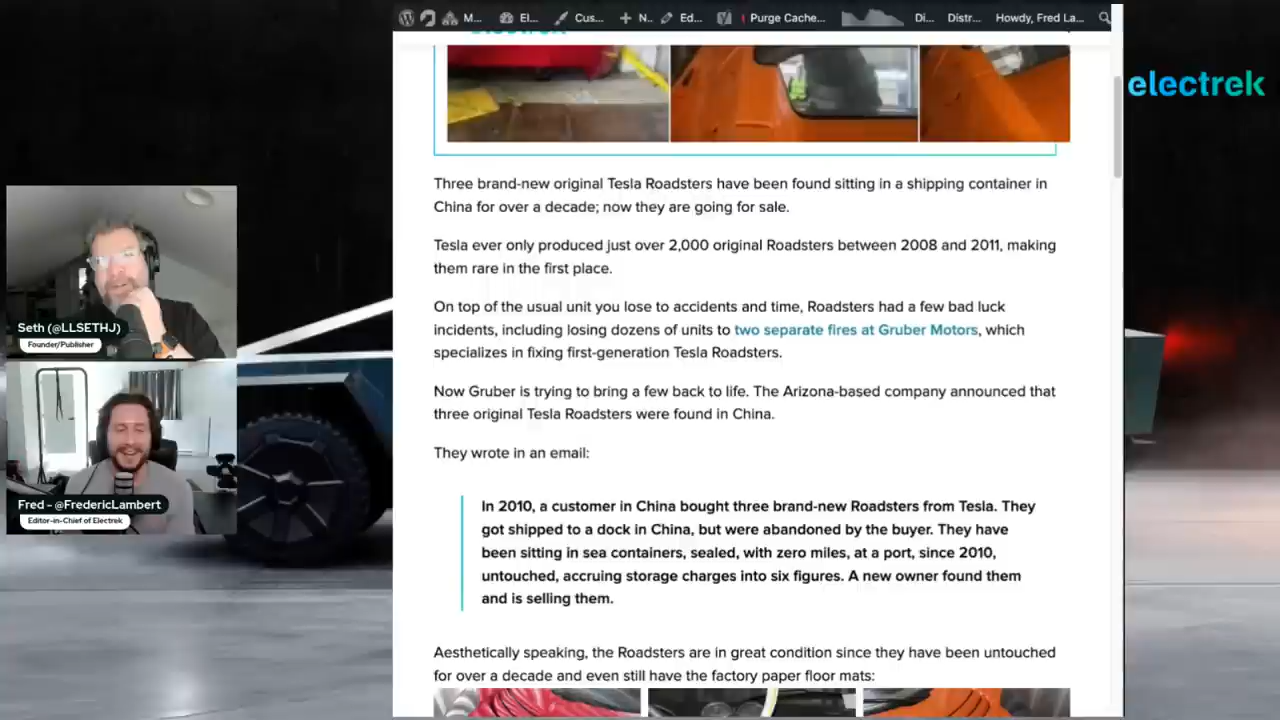 M...
El...
Cus...
N...
Ed...
Purge Cache...
Di...
Distr...
Howdy, Fred La...
electrek
Three brand-new original Tesla Roadsters have been found sitting in a shipping container in
China for over a decade; now they are going for sale.
Tesla ever only produced just over 2,000 original Roadsters between 2008 and 2011, making
them rare in the first place.
On top of the usual unit you lose to accidents and time, Roadsters had a few bad luck
incidents, including losing dozens of units to two separate fires at Gruber Motors, which
specializes in fixing first-generation Tesla Roadsters.
Now Gruber is trying to bring a few back to life. The Arizona-based company announced that
three original Tesla Roadsters were found in China.
They wrote in an email:
In 2010, a customer in China bought three brand-new Roadsters from Tesla. They
got shipped to a dock in China, but were abandoned by the buyer. They have
been sitting in sea containers, sealed, with zero miles, at a port, since 2010,
untouched, accruing storage charges into six figures. A new owner found them
and is selling them.
Aesthetically speaking, the Roadsters are in great condition since they have been untouched
for over a decade and even still have the factory paper floor mats:
Seth (@LLSETHJ)
Founder/Publisher
Fred - @FredericLambert
Editor-in-Chief of Electrek